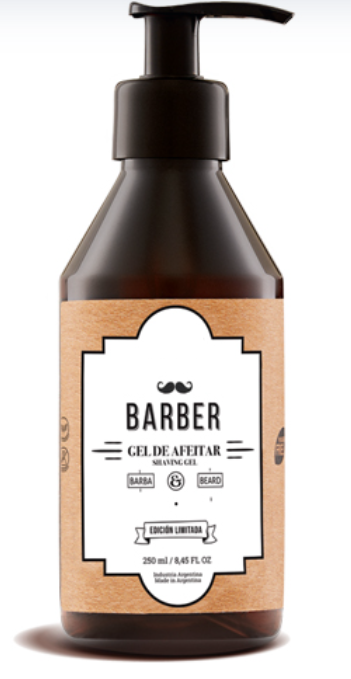 BARBER
GEL DE AFEITAR
SHAVING GEL
BARBA & BEARD
EDICIÓN LIMITADA
250 ml / 8,45 FL OZ
Industria Argentina
Made in Argentina